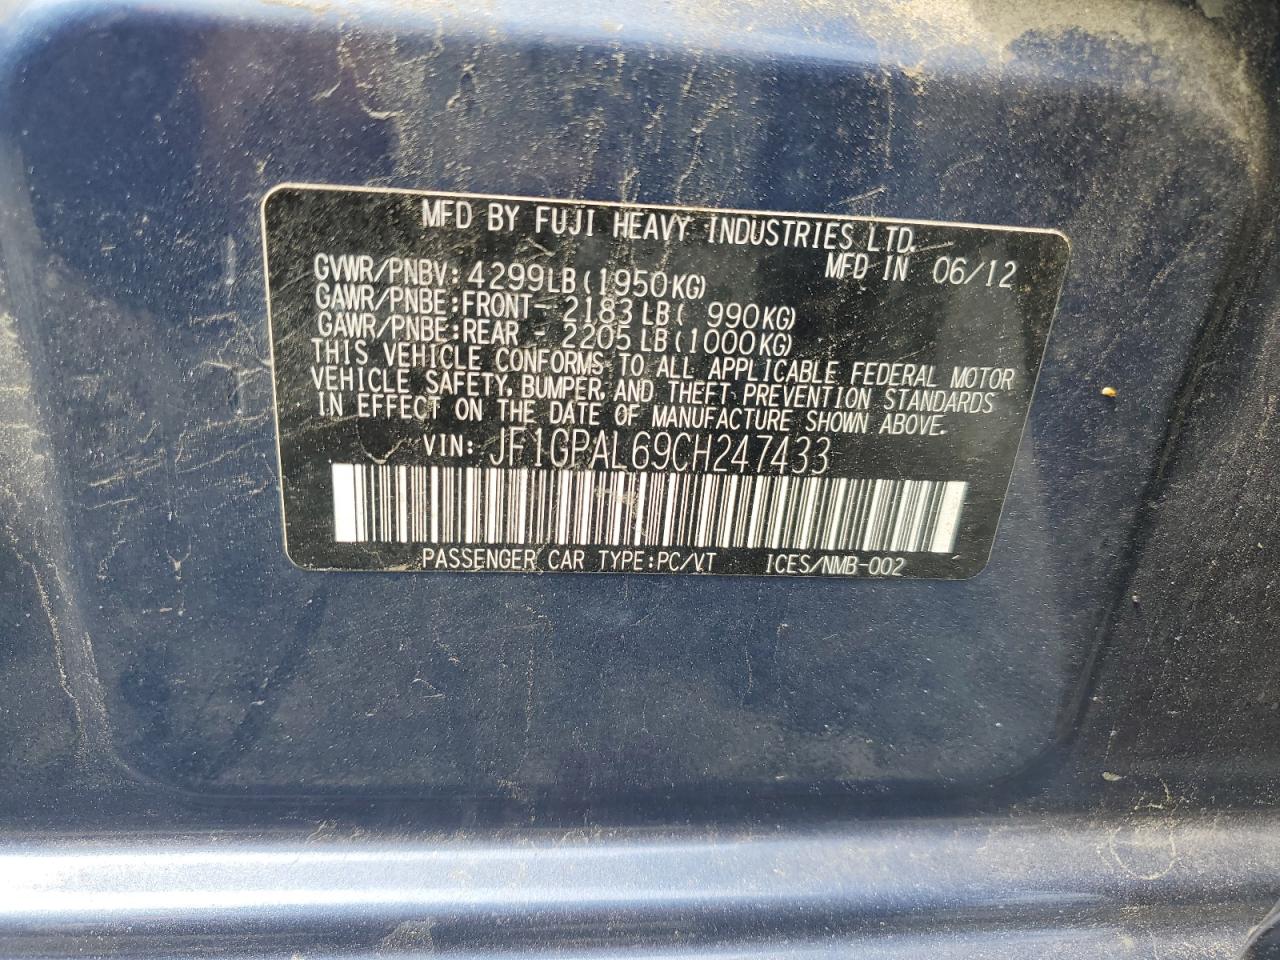 MFD BY FUJI HEAVY INDUSTRIES LTD.
MFD IN 06/12
GVWR/PNBV: 4299LB (1950KG)
GAWR/PNBE:FRONT- 2183 LB( 990KG)
GAWR/PNBE:REAR - 2205 LB(1000KG)
THIS VEHICLE CONFORMS TO ALL APPLICABLE FEDERAL MOTOR
VEHICLE SAFETY, BUMPER, AND THEFT PREVENTION STANDARDS
IN EFFECT ON THE DATE OF MANUFACTURE SHOWN ABOVE.
VIN: JF1GPAL69CH247433
PASSENGER CAR TYPE:PC/VT ICES/NMB-002